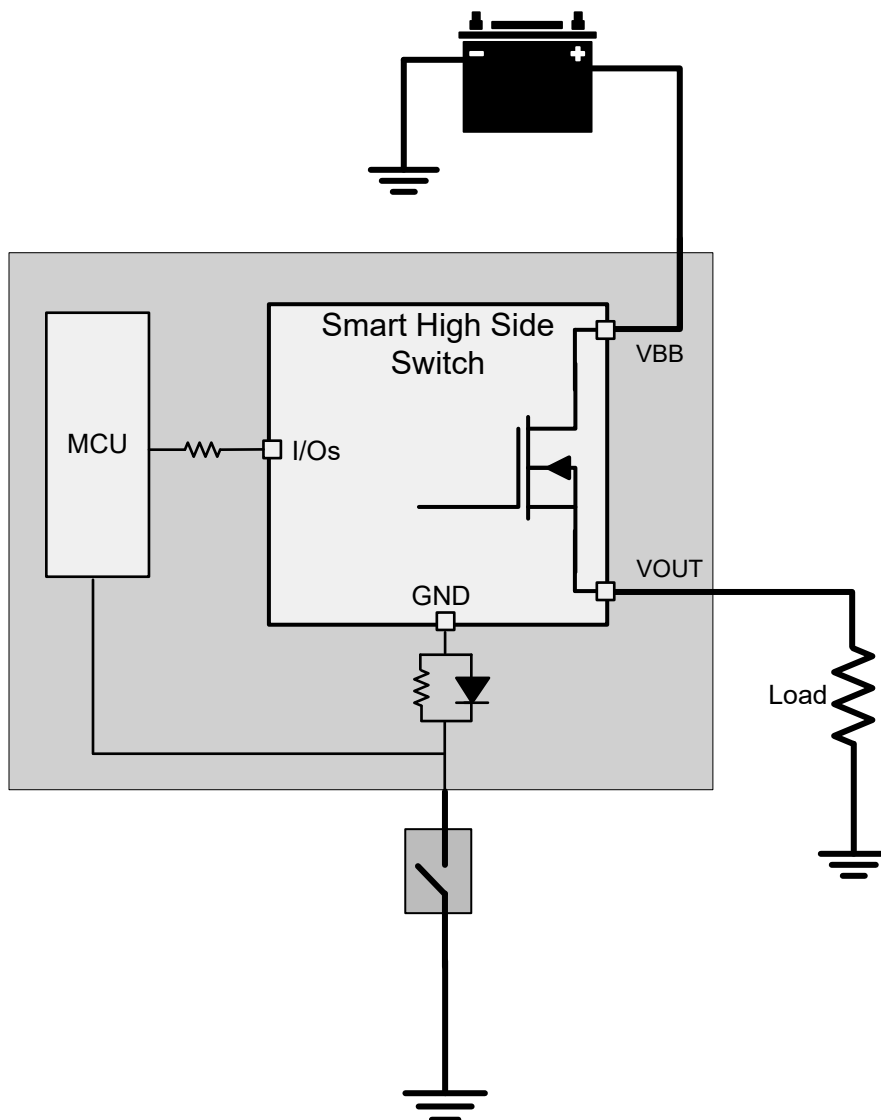 - +
Smart High Side
Switch
VBB
MCU
I/Os
VOUT
GND
Load